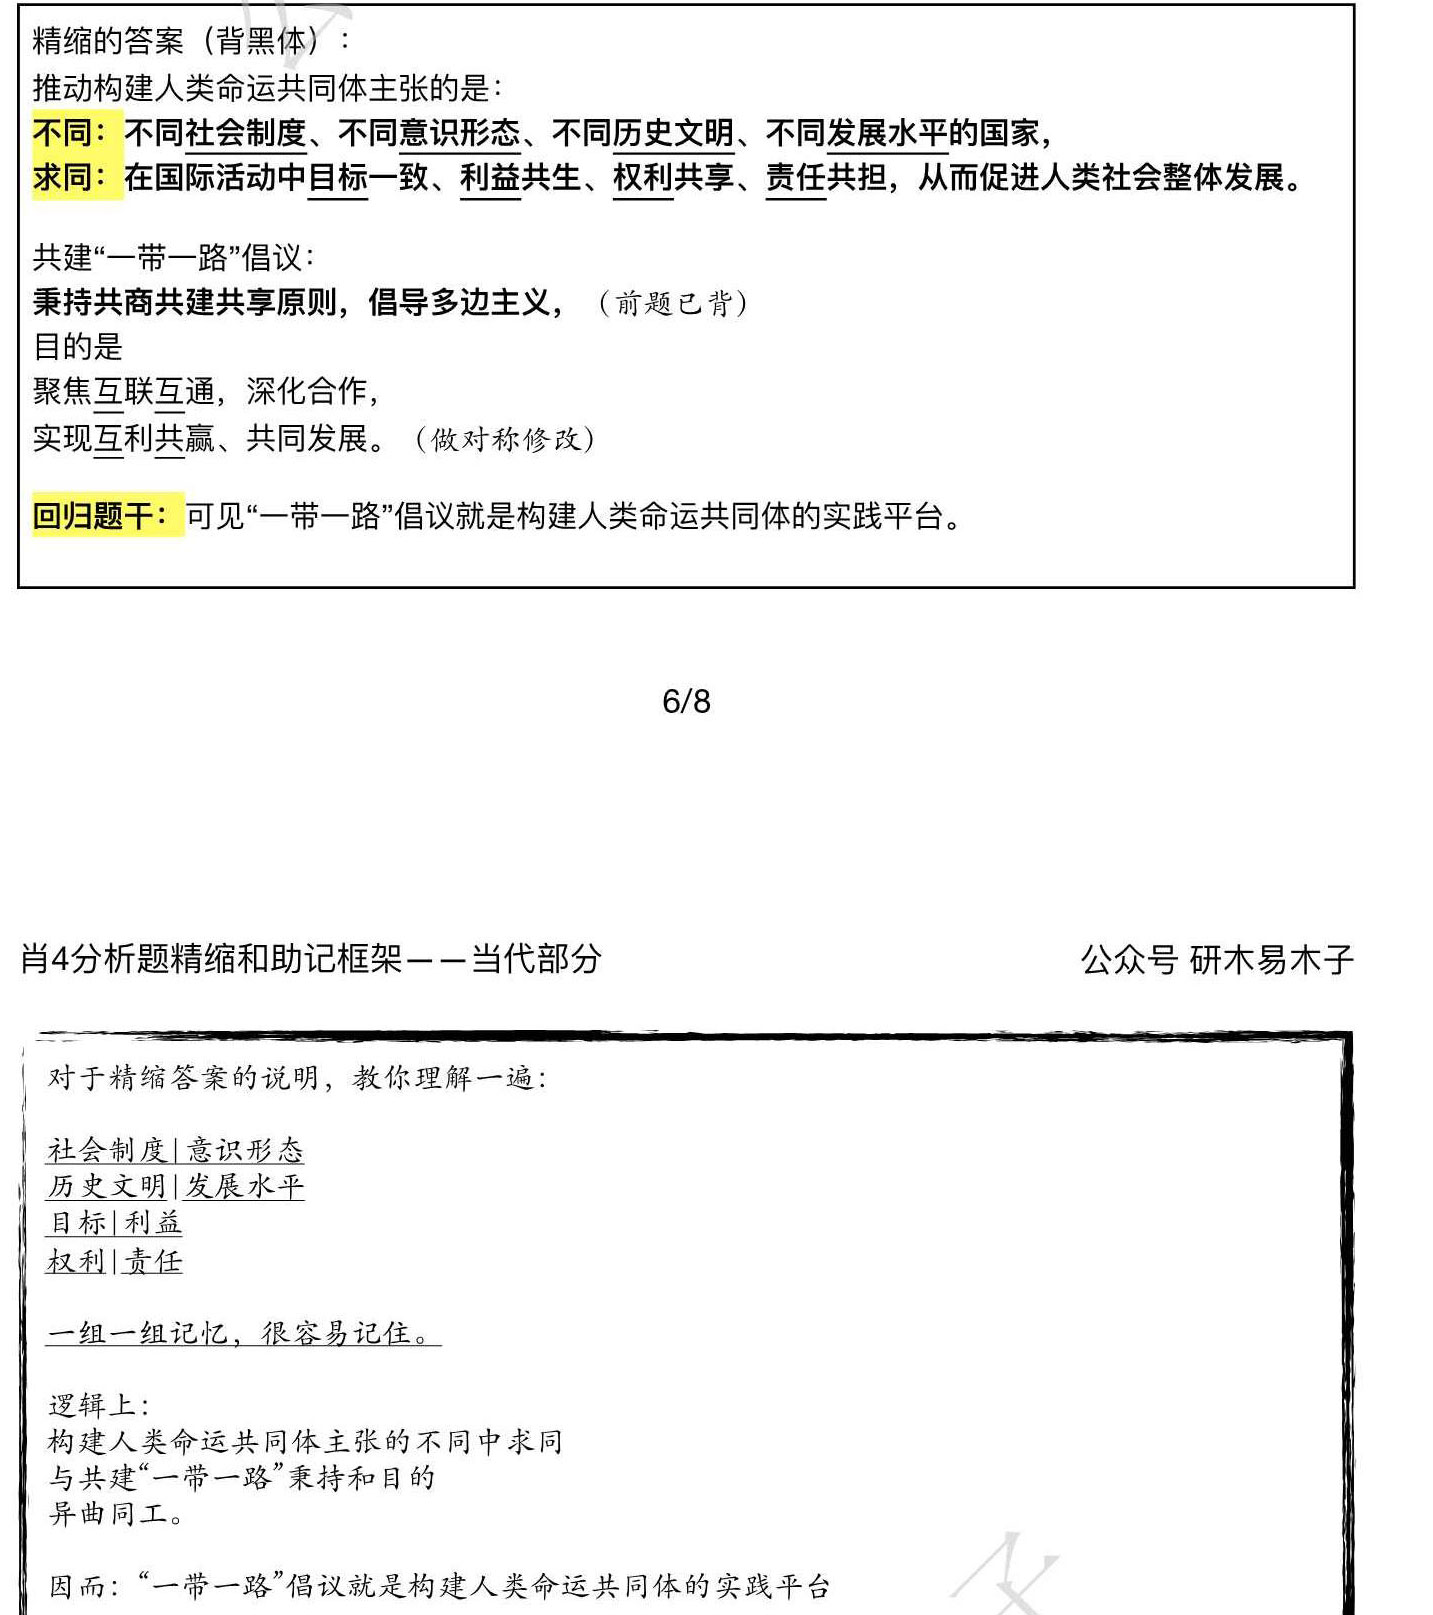 精缩的答案（背黑体）：
推动构建人类命运共同体主张的是：
不同：不同社会制度、不同意识形态、不同历史文明、不同发展水平的国家，
求同：在国际活动中目标一致、利益共生、权利共享、责任共担，从而促进人类社会整体发展。
共建“一带一路”倡议：
秉持共商共建共享原则，倡导多边主义，（前题已背）
目的是
聚焦互联互通，深化合作，
实现互利共赢、共同发展。（做对称修改）
回归题干：可见“一带一路”倡议就是构建人类命运共同体的实践平台。
6/8
肖4分析题精缩和助记框架——当代部分
公众号 研木易木子
对于精缩答案的说明，教你理解一遍：
社会制度|意识形态
历史文明|发展水平
目标|利益
权利|责任
一组一组记忆，很容易记住。
逻辑上：
构建人类命运共同体主张的不同中求同
与共建“一带一路”秉持和目的
异曲同工。
因而：“一带一路”倡议就是构建人类命运共同体的实践平台